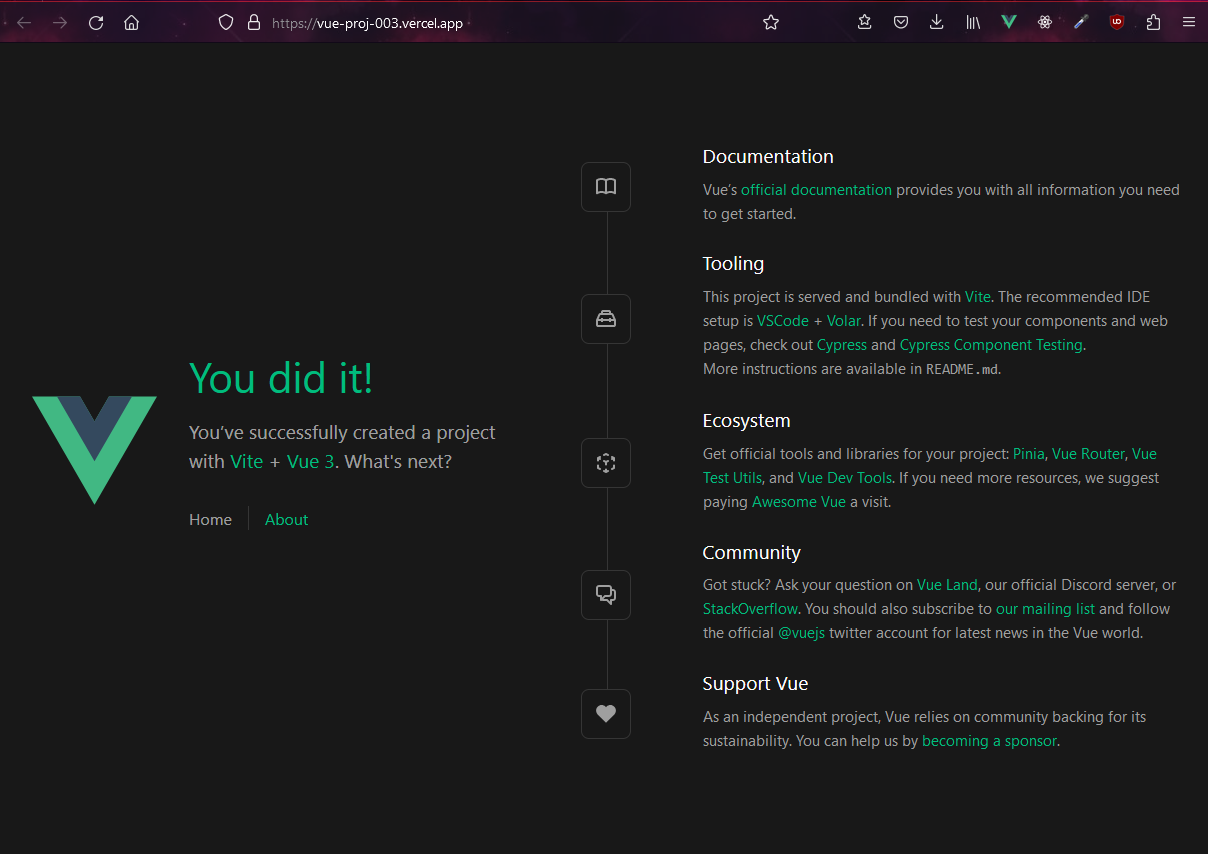 https://vue-proj-003.vercel.app
You did it!
You've successfully created a project
with Vite + Vue 3. What's next?
Home
About
Documentation
Vue's official documentation provides you with all information you need
to get started.
Tooling
This project is served and bundled with Vite. The recommended IDE
setup is VSCode + Volar. If you need to test your components and web
pages, check out Cypress and Cypress Component Testing.
More instructions are available in README.md.
Ecosystem
Get official tools and libraries for your project: Pinia, Vue Router, Vue
Test Utils, and Vue Dev Tools. If you need more resources, we suggest
paying Awesome Vue a visit.
Community
Got stuck? Ask your question on Vue Land, our official Discord server, or
StackOverflow. You should also subscribe to our mailing list and follow
the official @vuejs twitter account for latest news in the Vue world.
Support Vue
As an independent project, Vue relies on community backing for its
sustainability. You can help us by becoming a sponsor.